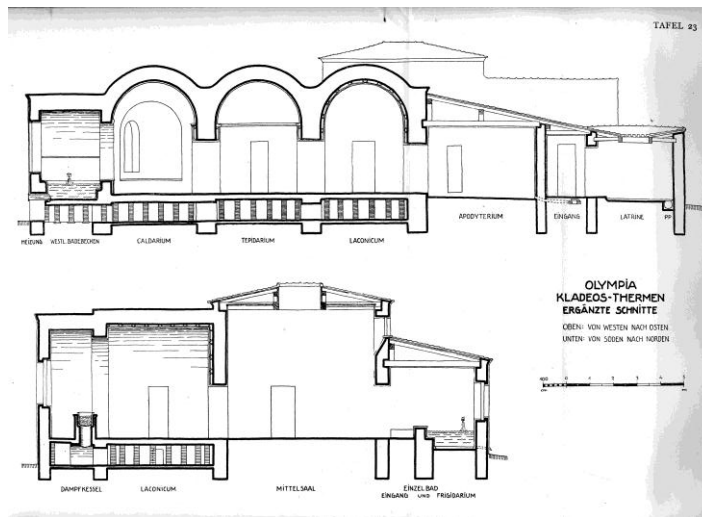 TAFEL 23
HEIZUNG WESTL. BADEBECKEN CALDARIUM TEPIDARIUM LACONICUM APODYTERIUM EINGANG LATRINE PP
OLYMPIA
KLADEOS-THERMEN
ERGÄNZTE SCHNITTE
OBEN: VON WESTEN NACH OSTEN
UNTEN: VON SÜDEN NACH NORDEN
DAMPFKESSEL LACONICUM MITTELSAAL EINZELBAD
EINGANG UND FRIGIDARIUM